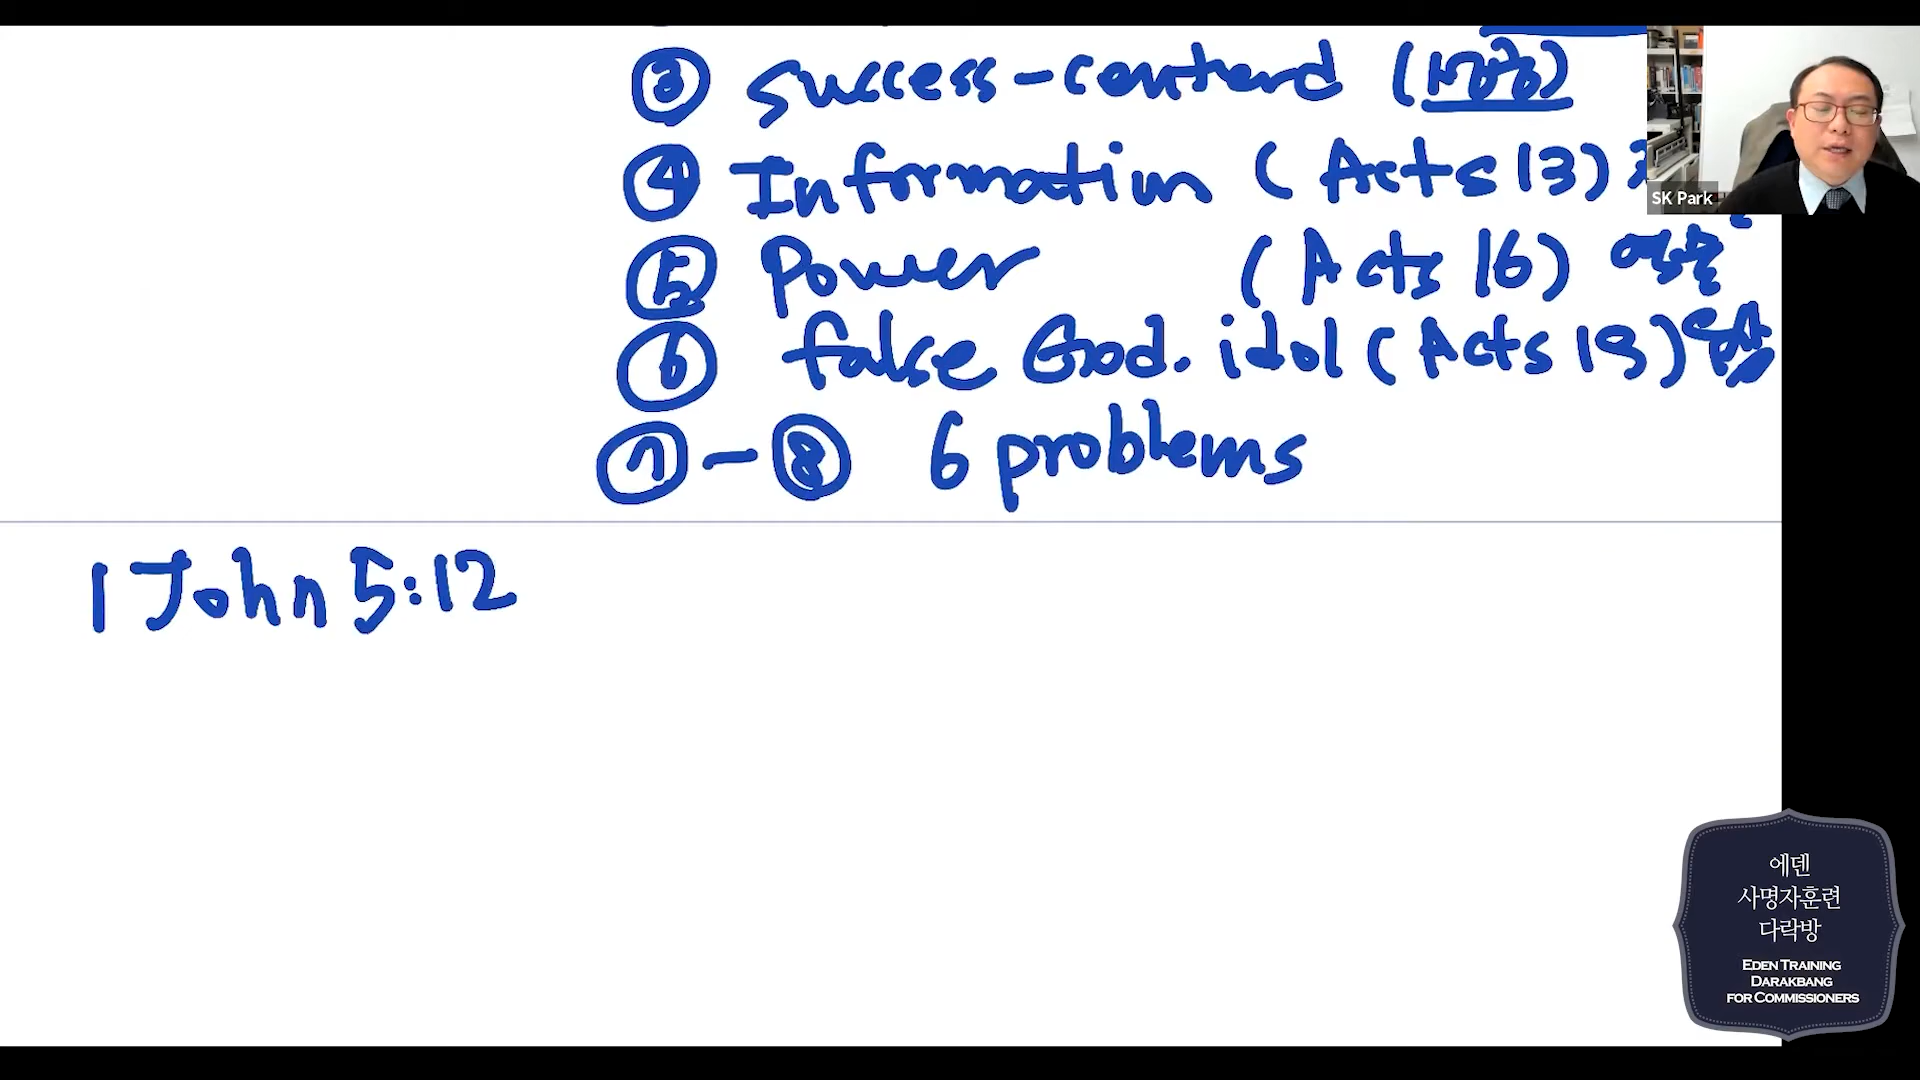 ③ success-centerd (
④ Information (Acts 13)
⑤ Power (Acts 16)
⑥ false God. idol (Acts 19)
⑦ - ⑧ 6 problems
1 John 5:12
SK Park
에덴
사명자훈련
다락방
EDEN TRAINING
DARAKBANG
FOR COMMISSIONERS